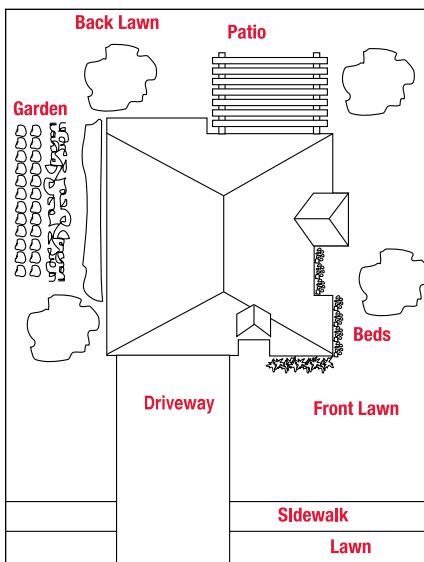 Back Lawn
Patio
Garden
Beds
Driveway
Front Lawn
SIdewalk
Lawn